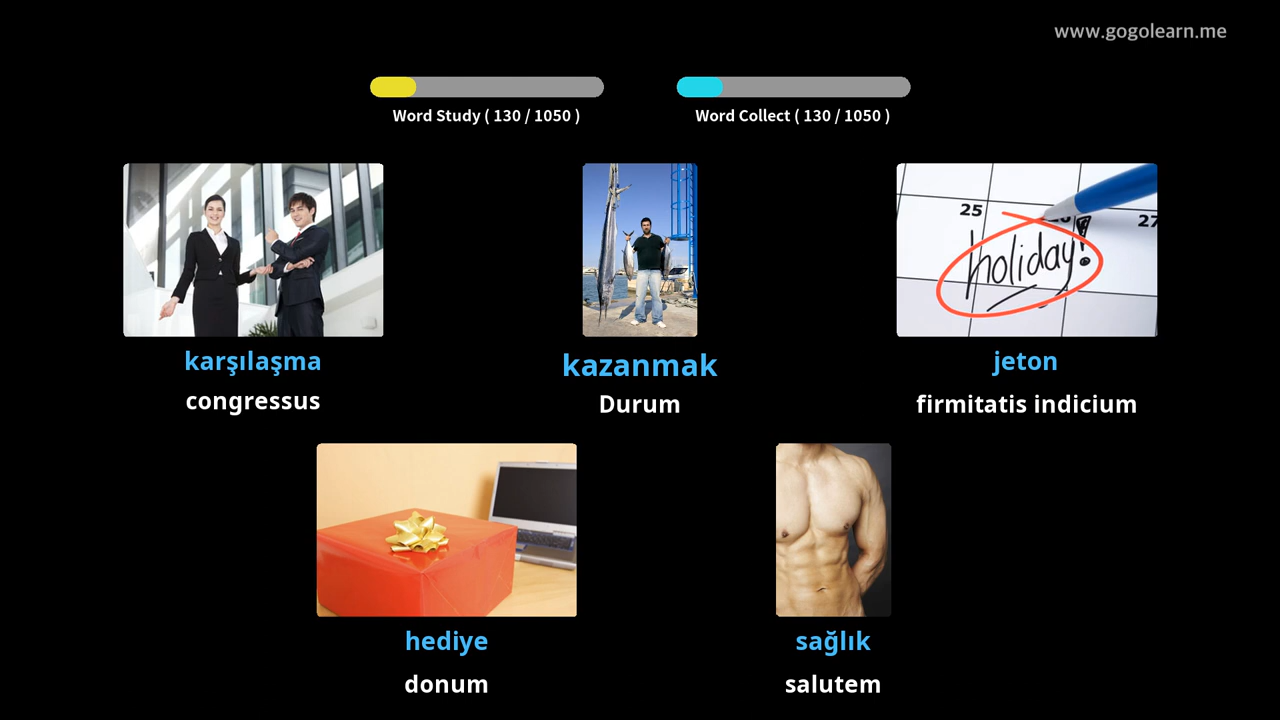 www.gogolearn.me
Word Study ( 130 / 1050 )
Word Collect ( 130 / 1050 )
25
27
holiday!
karşılaşma
kazanmak
jeton
congressus
Durum
firmitatis indicium
hediye
sağlık
donum
salutem